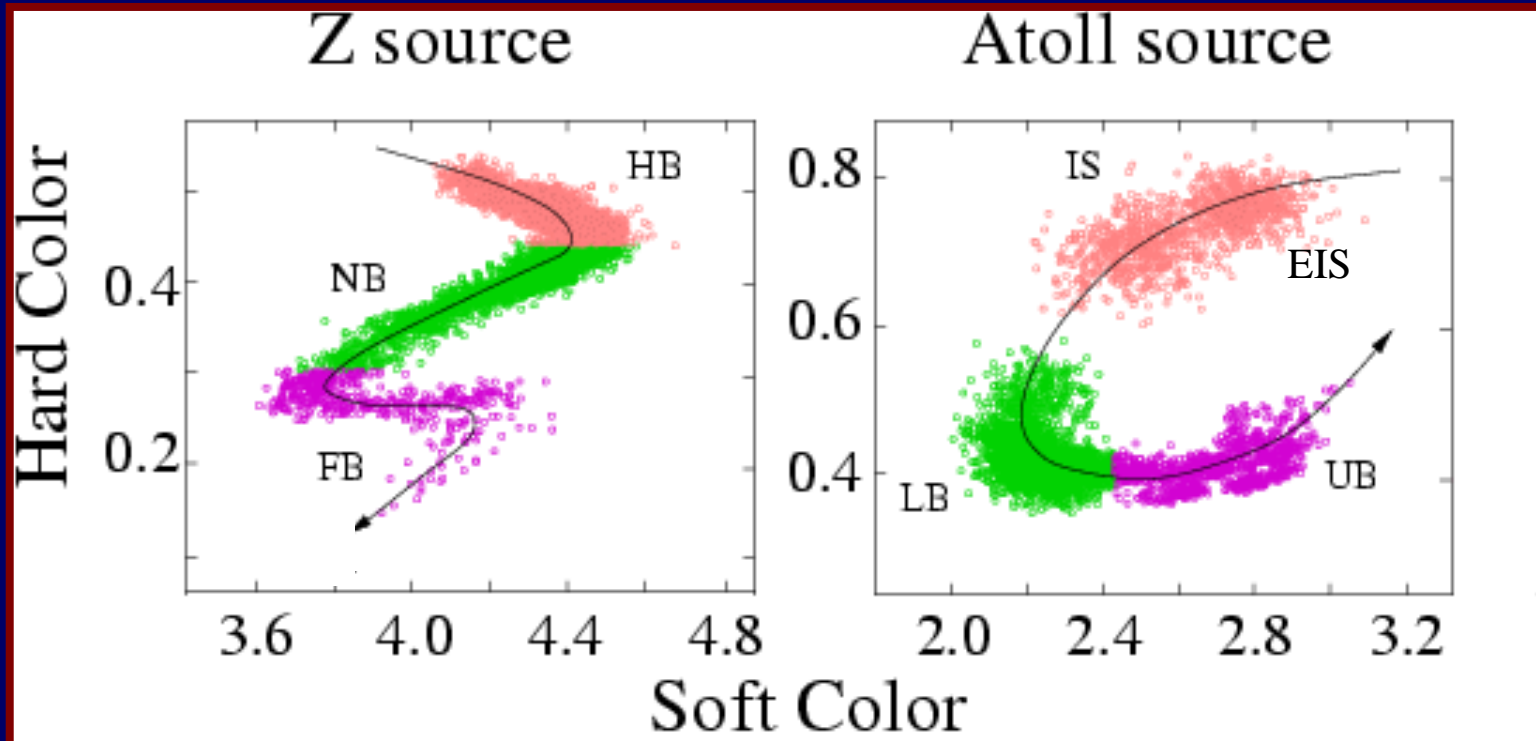 Z source
Atoll source
Hard Color
0.4
0.2
HB
NB
FB
3.6 4.0 4.4 4.8
0.8
0.6
0.4
IS
EIS
LB
UB
2.0 2.4 2.8 3.2
Soft Color